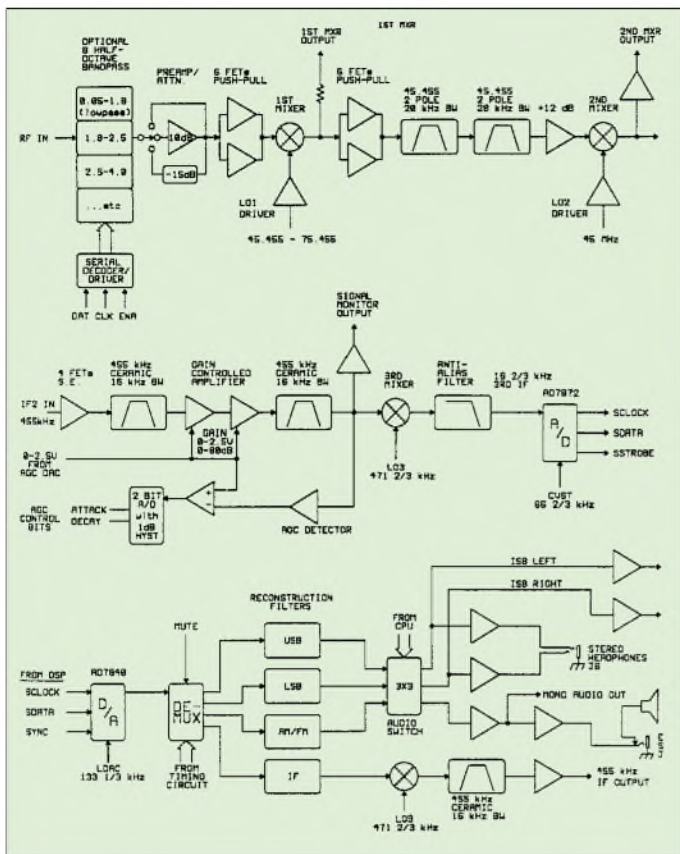 OPTIONAL
8 HALF-
OCTAVE
BANDPASS
0.05-1.8
(lowpass)
1.8-2.5
2.5-4.0
...etc
RF IN
SERIAL
DECODER/
DRIVER
DAT CLK ENA
PREAMP/
ATTN.
10dB
-15dB
6 FETs
PUSH-PULL
1ST MXR
OUTPUT
1ST MXR
1ST
MIXER
LO1
DRIVER
45.455 - 75.455
6 FETs
PUSH-PULL
45.455
2 POLE
20 kHz BW
45.455
2 POLE
20 kHz BW
+12 dB
2ND MXR
OUTPUT
2ND
MIXER
LO2
DRIVER
45 MHz
4 FETs
S.E.
IF2 IN
455kHz
455 kHz
CERAMIC
16 kHz BW
GAIN
CONTROLLED
AMPLIFIER
GAIN
0-2.5V
0-80dB
455 kHz
CERAMIC
16 kHz BW
SIGNAL
MONITOR
OUTPUT
3RD
MIXER
LO3
471 2/3 kHz
ANTI-
ALIAS
FILTER
16 2/3 kHz
3RD IF
AD7872
A/D
SCLOCK
SDATA
SSTROBE
CVST
66 2/3 kHz
0-2.5V
FROM
AGC DAC
AGC
CONTROL
BITS
ATTACK
DECAY
2 BIT
A/D
with
1dB
HYST
+
-
AGC DETECTOR
FROM DSP
SCLOCK
SDATA
SYNC
AD7840
D/A
LDAC
133 1/3 kHz
MUTE
DE-
MUX
FROM
TIMING
CIRCUIT
RECONSTRUCTION
FILTERS
USB
LSB
AM/FM
IF
FROM
CPU
3X3
AUDIO
SWITCH
ISB LEFT
ISB RIGHT
STEREO
HEADPHONES
J6
MONO AUDIO OUT
LO3
471 2/3 kHz
455 kHz
CERAMIC
16 kHz BW
455 kHz
IF OUTPUT